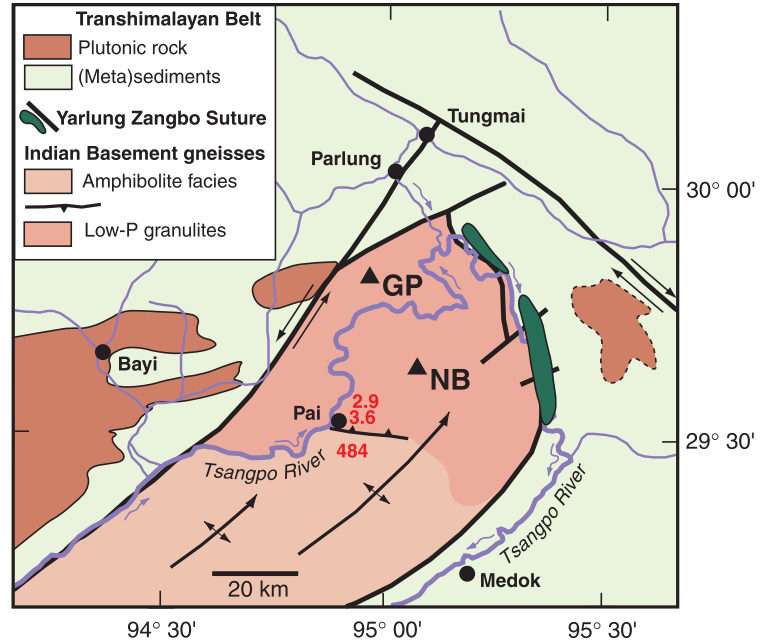 Transhimalayan Belt
Plutonic rock
(Meta)sediments
Yarlung Zangbo Suture
Indian Basement gneisses
Amphibolite facies
Low-P granulites
Tungmai
Parlung
30° 00'
GP
Bayi
NB
2.9
Pai
3.6
484
29° 30'
Tsangpo River
Tsangpo River
20 km
Medok
94° 30'
95° 00'
95° 30'